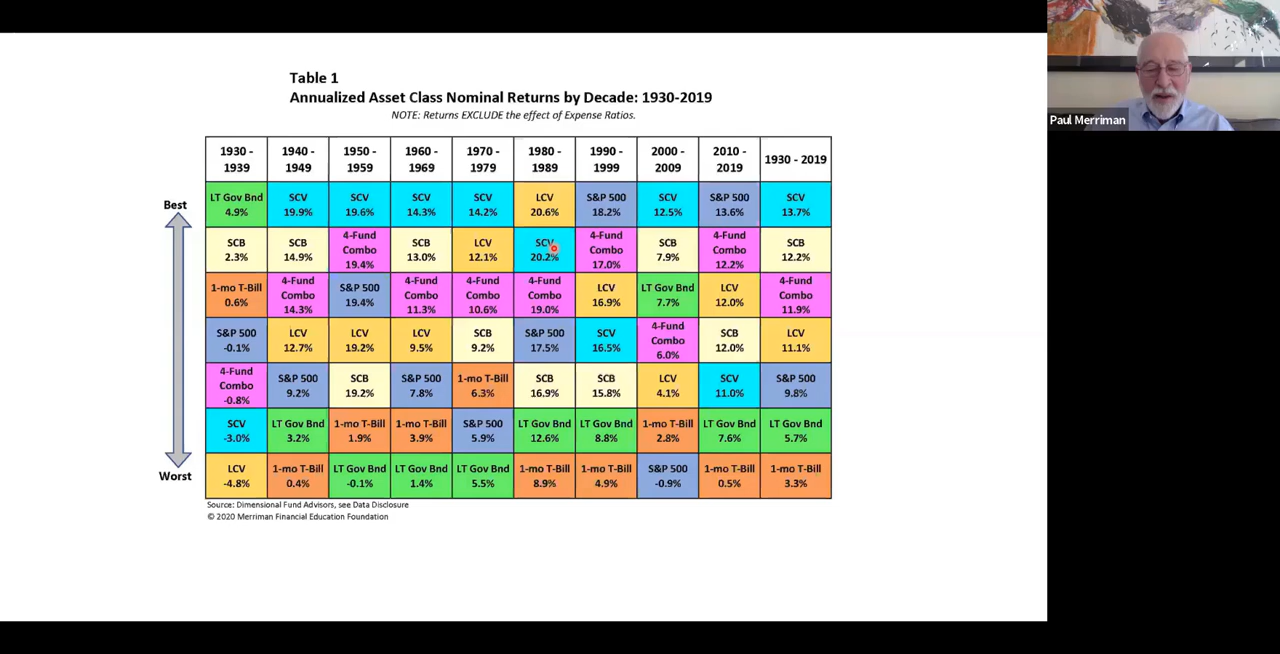 Table 1
Annualized Asset Class Nominal Returns by Decade: 1930-2019
NOTE: Returns EXCLUDE the effect of Expense Ratios.
Paul Merriman
1930 - 1939 1940 - 1949 1950 - 1959 1960 - 1969 1970 - 1979 1980 - 1989 1990 - 1999 2000 - 2009 2010 - 2019 1930 - 2019
Best
LT Gov Bnd SCV SCV SCV SCV LCV S&P 500 SCV S&P 500 SCV
4.9% 19.9% 19.6% 14.3% 14.2% 20.6% 18.2% 12.5% 13.6% 13.7%
SCB SCB 4-Fund Combo SCB LCV SCV 4-Fund Combo SCB 4-Fund Combo SCB
2.3% 14.9% 19.4% 13.0% 12.1% 20.2% 17.0% 7.9% 12.2% 12.2%
1-mo T-Bill 4-Fund Combo S&P 500 4-Fund Combo 4-Fund Combo 4-Fund Combo LCV LT Gov Bnd LCV 4-Fund Combo
0.6% 14.3% 19.4% 11.3% 10.6% 19.0% 16.9% 7.7% 12.0% 11.9%
S&P 500 LCV LCV LCV SCB S&P 500 SCV 4-Fund Combo SCB LCV
-0.1% 12.7% 19.2% 9.5% 9.2% 17.5% 16.5% 6.0% 12.0% 11.1%
4-Fund Combo S&P 500 SCB S&P 500 1-mo T-Bill SCB SCB LCV SCV S&P 500
-0.8% 9.2% 19.2% 7.8% 6.3% 16.9% 15.8% 4.1% 11.0% 9.8%
SCV LT Gov Bnd 1-mo T-Bill 1-mo T-Bill S&P 500 LT Gov Bnd LT Gov Bnd 1-mo T-Bill LT Gov Bnd LT Gov Bnd
-3.0% 3.2% 1.9% 3.9% 5.9% 12.6% 8.8% 2.8% 7.6% 5.7%
Worst
LCV 1-mo T-Bill LT Gov Bnd LT Gov Bnd LT Gov Bnd 1-mo T-Bill 1-mo T-Bill S&P 500 1-mo T-Bill 1-mo T-Bill
-4.8% 0.4% -0.1% 1.4% 5.5% 8.9% 4.9% -0.9% 0.5% 3.3%
Source: Dimensional Fund Advisors, see Data Disclosure
© 2020 Merriman Financial Education Foundation